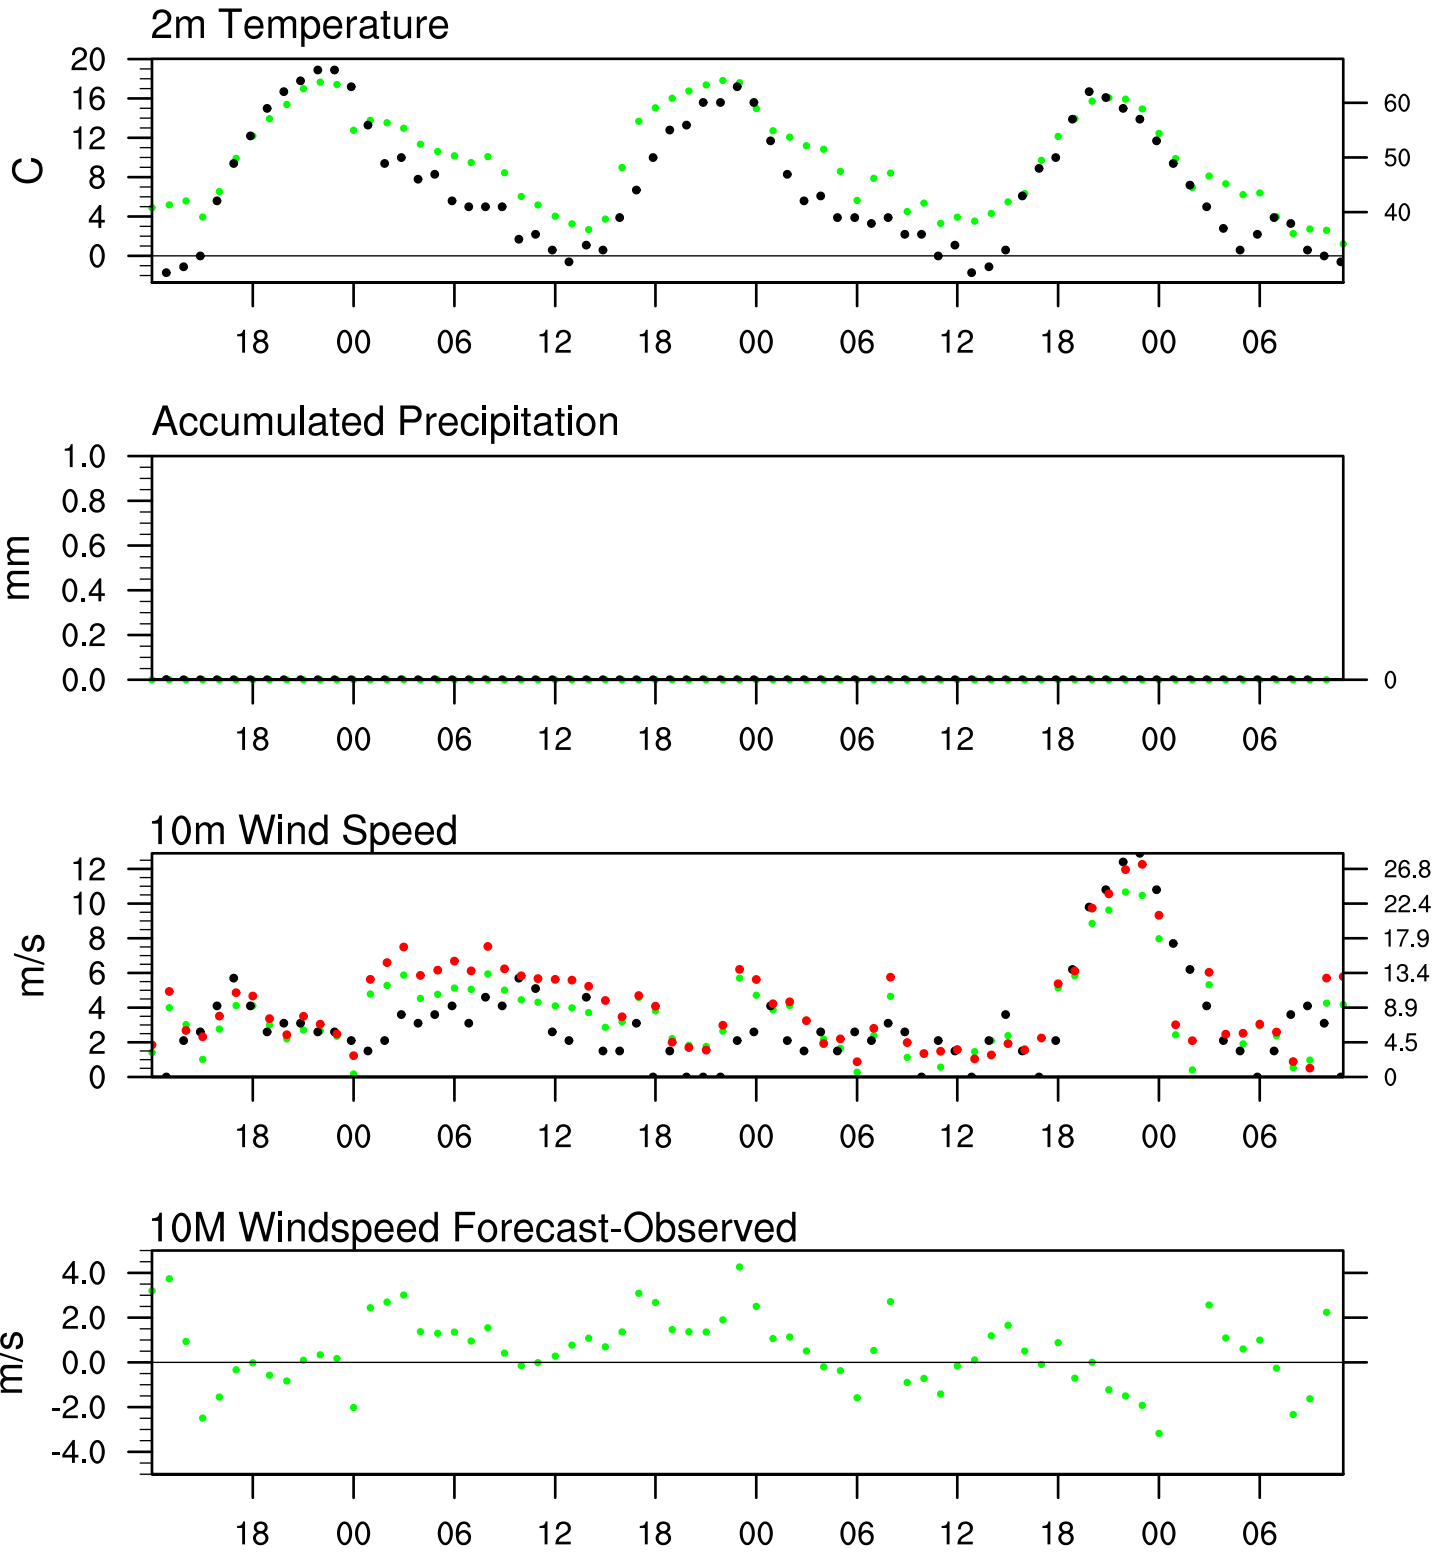 2m Temperature
20
16
12
8
4
0
C
60
50
40
18 00 06 12 18 00 06 12 18 00 06
Accumulated Precipitation
1.0
0.8
0.6
0.4
0.2
0.0
mm
0
18 00 06 12 18 00 06 12 18 00 06
10m Wind Speed
12
10
8
6
4
2
0
m/s
26.8
22.4
17.9
13.4
8.9
4.5
0
18 00 06 12 18 00 06 12 18 00 06
10M Windspeed Forecast-Observed
4.0
2.0
0.0
-2.0
-4.0
m/s
18 00 06 12 18 00 06 12 18 00 06